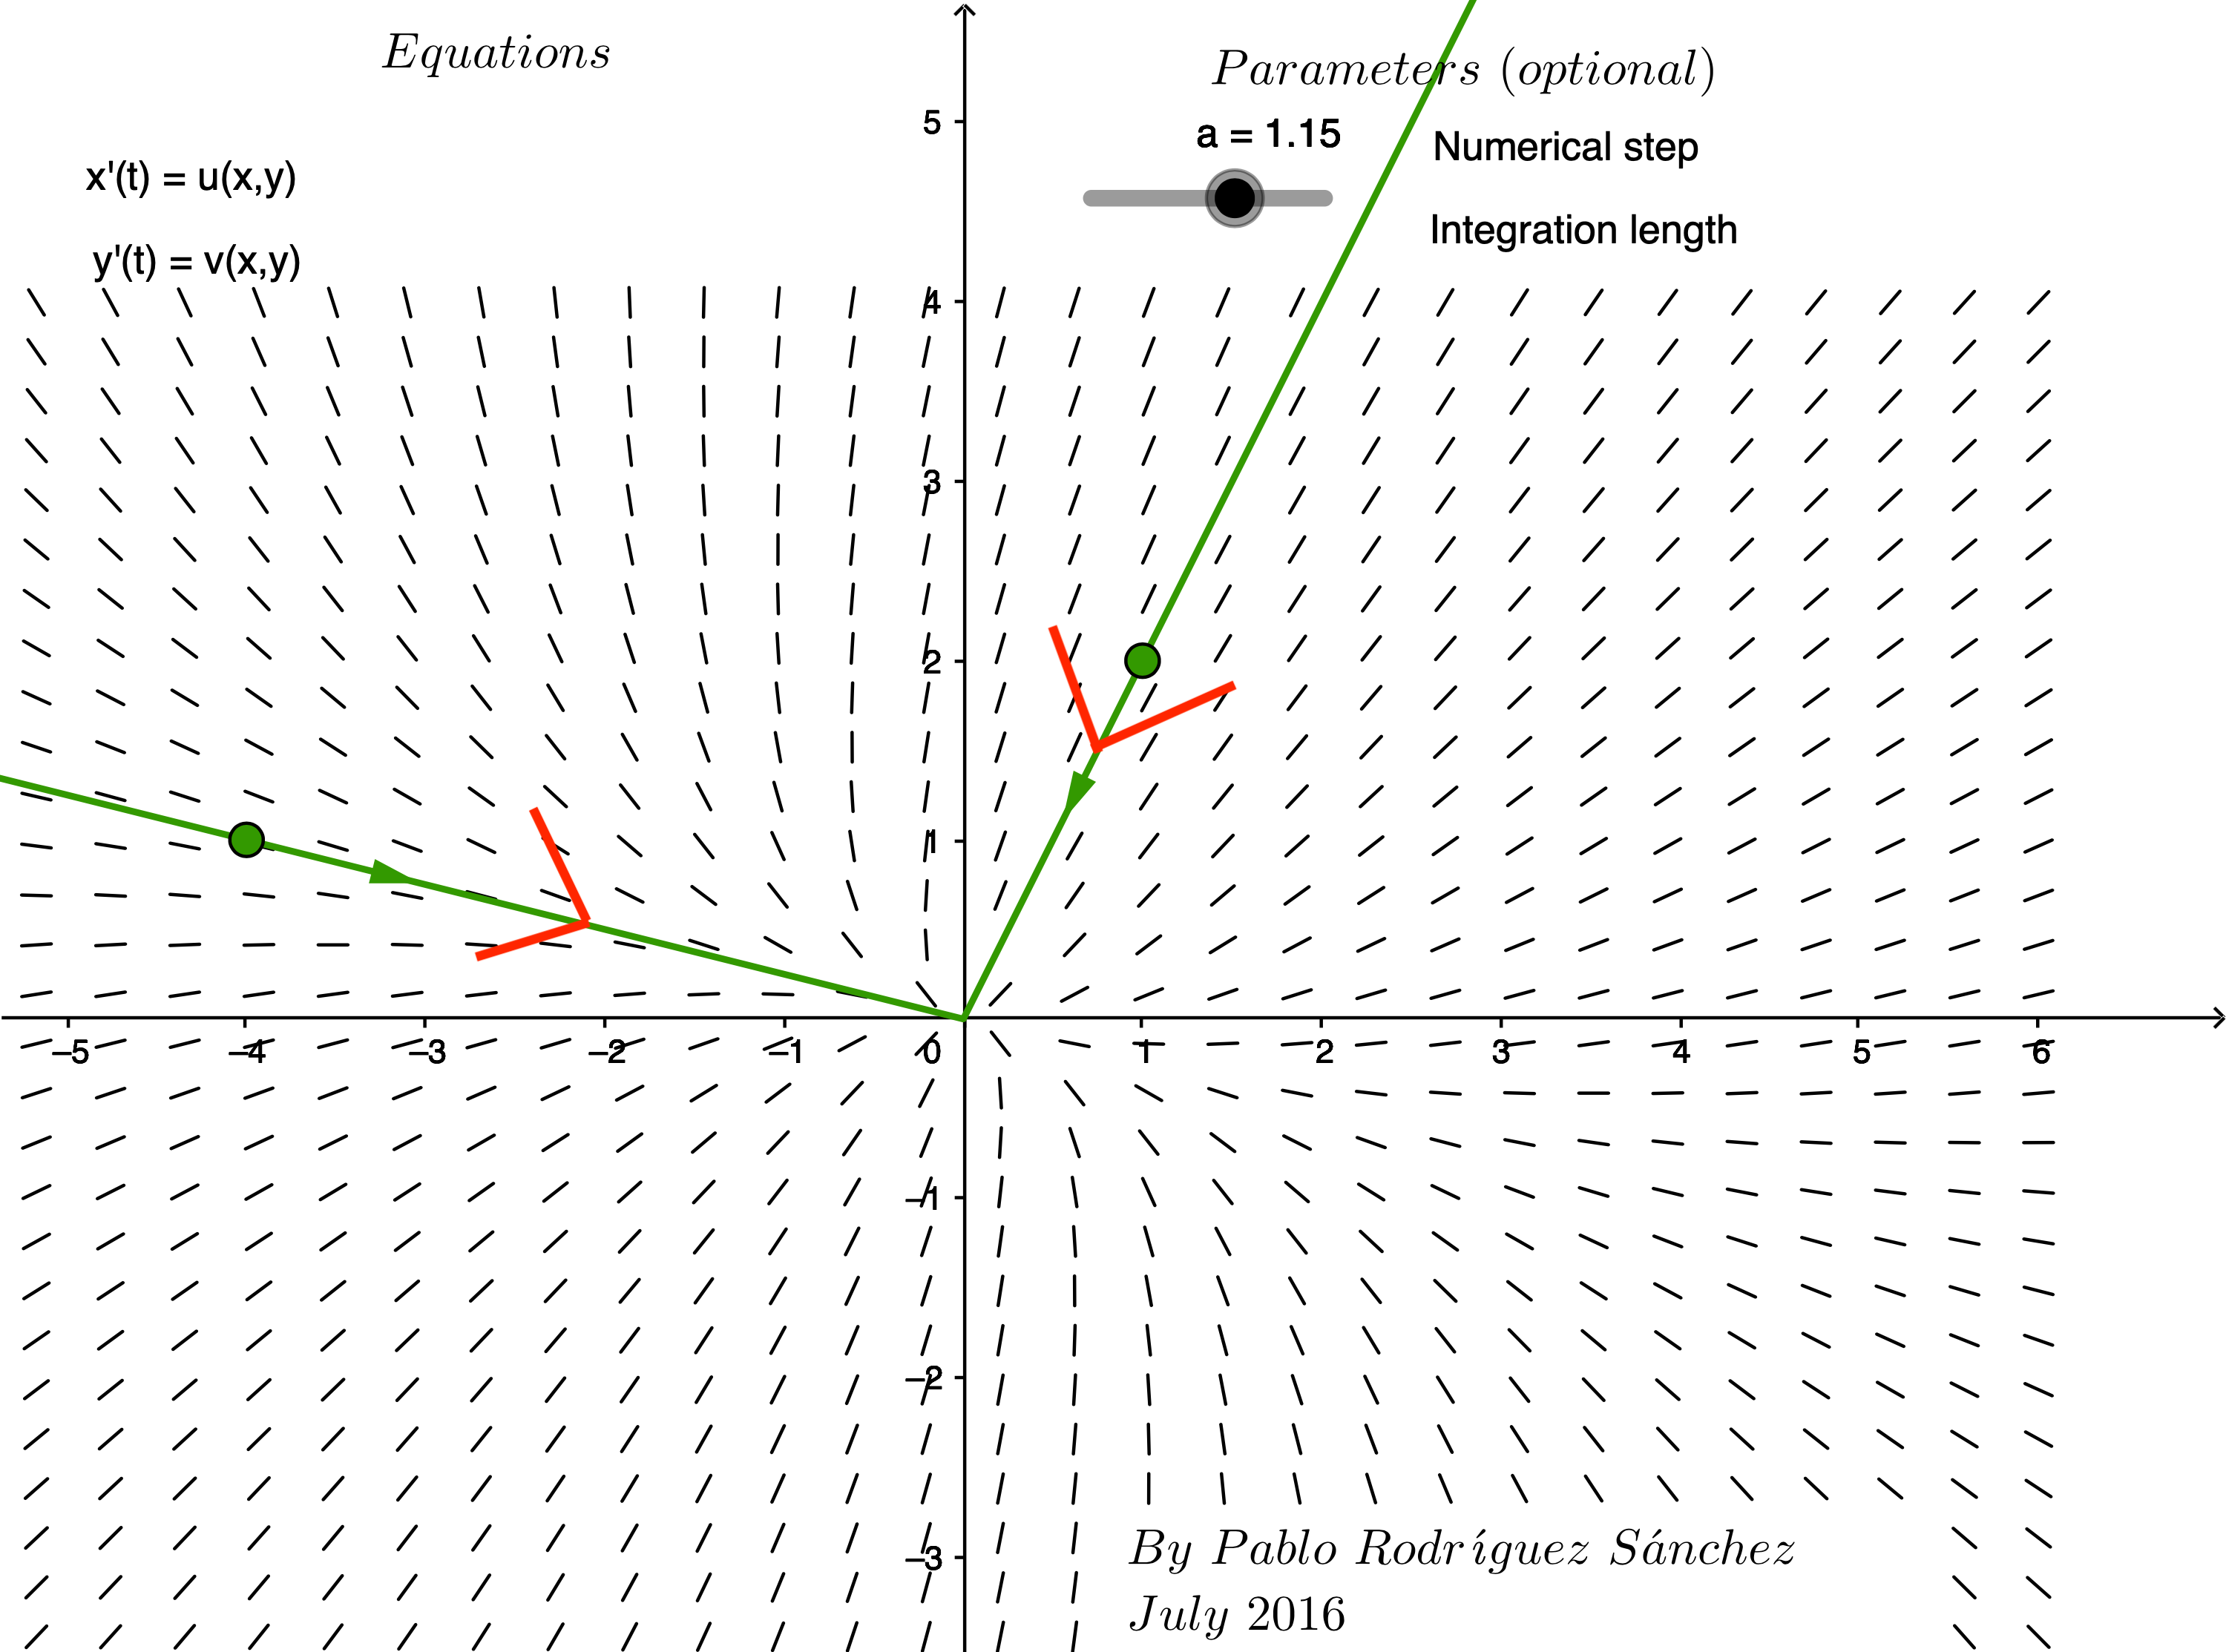 Equations
Parameters (optional)
a = 1.15
Numerical step
x'(t) = u(x,y)
Integration length
y'(t) = v(x,y)
5
4
3
2
1
–5 –4 –3 –2 –1 0 1 2 3 4 5 6
–1
–2
–3
By Pablo Rodríguez Sánchez
July 2016